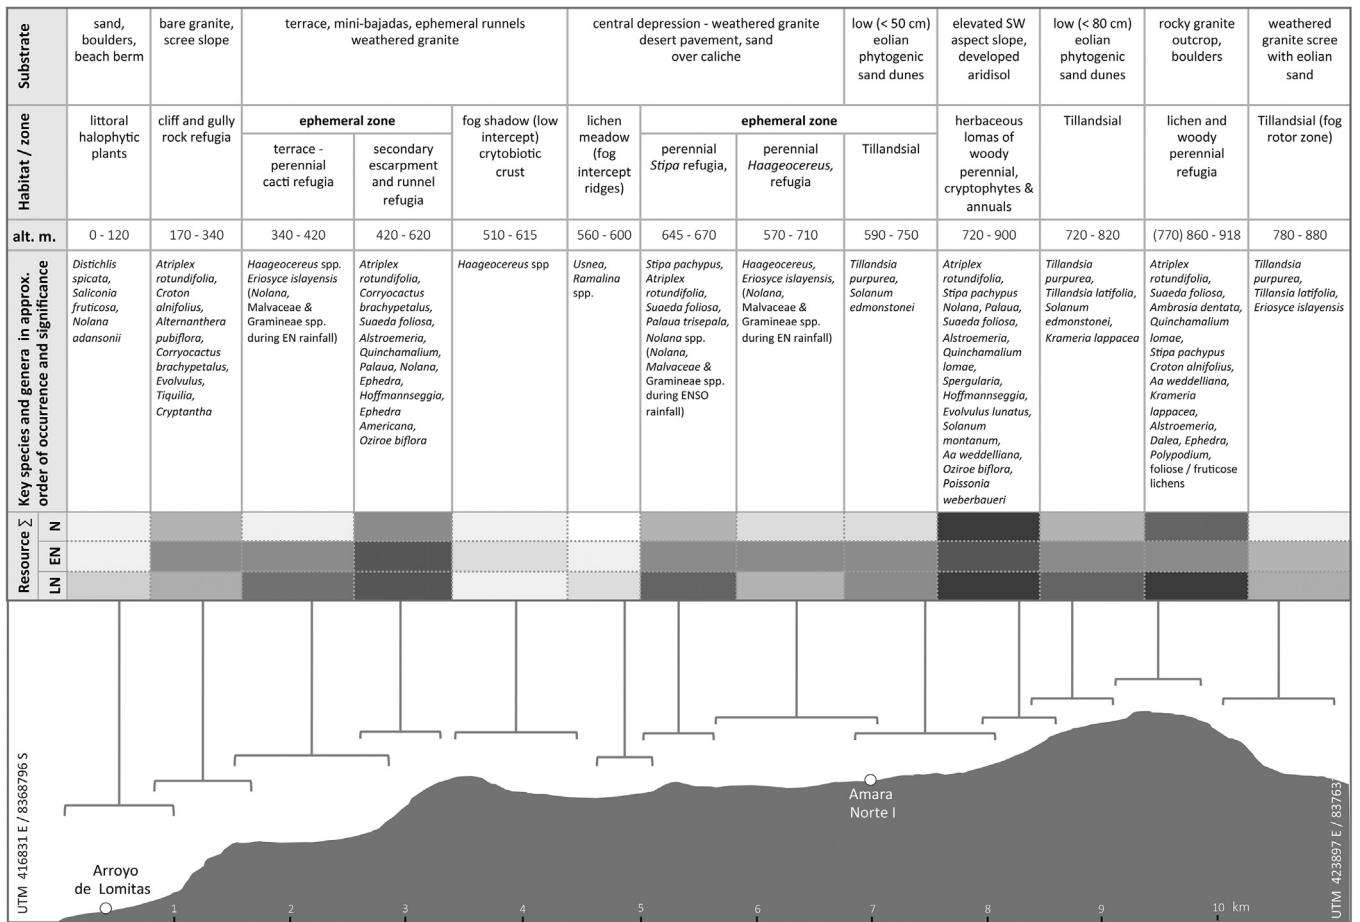 Substrate
sand,
boulders,
beach berm
bare granite,
scree slope
terrace, mini-bajadas, ephemeral runnels
weathered granite
central depression - weathered granite
desert pavement, sand
over caliche
low (< 50 cm)
eolian
phytogenic
sand dunes
elevated SW
aspect slope,
developed
aridisol
low (< 80 cm)
eolian
phytogenic
sand dunes
rocky granite
outcrop,
boulders
weathered
granite scree
with eolian
sand
Habitat / zone
littoral
halophytic
plants
cliff and gully
rock refugia
ephemeral zone
terrace -
perennial
cacti refugia
secondary
escarpment
and runnel
refugia
fog shadow (low
intercept)
crytobiotic
crust
lichen
meadow
(fog
intercept
ridges)
ephemeral zone
perennial
Stipa refugia,
perennial
Haageocereus,
refugia
Tillandsial
herbaceous
lomas of
woody
perennial,
cryptophytes &
annuals
Tillandsial
lichen and
woody
perennial
refugia
Tillandsial (fog
rotor zone)
alt. m.
0 - 120
170 - 340
340 - 420
420 - 620
510 - 615
560 - 600
645 - 670
570 - 710
590 - 750
720 - 900
720 - 820
(770) 860 - 918
780 - 880
Key species and genera in approx.
order of occurrence and significance
Distichlis
spicata,
Saliconia
fruticosa,
Nolana
adansonii
Atriplex
rotundifolia,
Croton
alnifolius,
Alternanthera
pubiflora,
Corryocactus
brachypetalus,
Evolvulus,
Tiquilia,
Cryptantha
Haageocereus spp.
Eriosyce islayensis
(Nolana,
Malvaceae &
Gramineae spp.
during EN rainfall)
Atriplex
rotundifolia,
Corryocactus
brachypetalus,
Suaeda foliosa,
Alstroemeria,
Quinchamalium,
Palaua, Nolana,
Ephedra,
Hoffmannseggia,
Ephedra
Americana,
Oziroe biflora
Haageocereus spp
Usnea,
Ramalina
spp.
Stipa pachypus,
Atriplex
rotundifolia,
Suaeda foliosa,
Palaua trisepala,
Nolana spp.
(Nolana,
Malvaceae &
Gramineae spp.
during ENSO
rainfall)
Haageocereus,
Eriosyce islayensis,
(Nolana,
Malvaceae &
Gramineae spp.
during EN rainfall)
Tillandsia
purpurea,
Solanum
edmonstonei
Atriplex
rotundifolia,
Stipa pachypus
Nolana, Palaua,
Suaeda foliosa,
Alstroemeria,
Quinchamalium
lomae,
Spergularia,
Hoffmannseggia,
Evolvulus lunatus,
Solanum
montanum,
Aa weddelliana,
Oziroe biflora,
Poissonia
weberbaueri
Tillandsia
purpurea,
Tillandsia latifolia,
Solanum
edmonstonei,
Krameria lappacea
Atriplex
rotundifolia,
Suaeda foliosa,
Ambrosia dentata,
Quinchamalium
lomae,
Stipa pachypus
Croton alnifolius,
Aa weddelliana,
Krameria
lappacea,
Alstroemeria,
Dalea, Ephedra,
Polypodium,
foliose / fruticose
lichens
Tillandsia
purpurea,
Tillansia latifolia,
Eriosyce islayensis
Resource Σ
N
EN
LN
UTM 416831 E / 8368796 S
Arroyo
de Lomitas
Amara
Norte I
1 2 3 4 5 6 7 8 9 10 km
UTM 423897 E / 83763